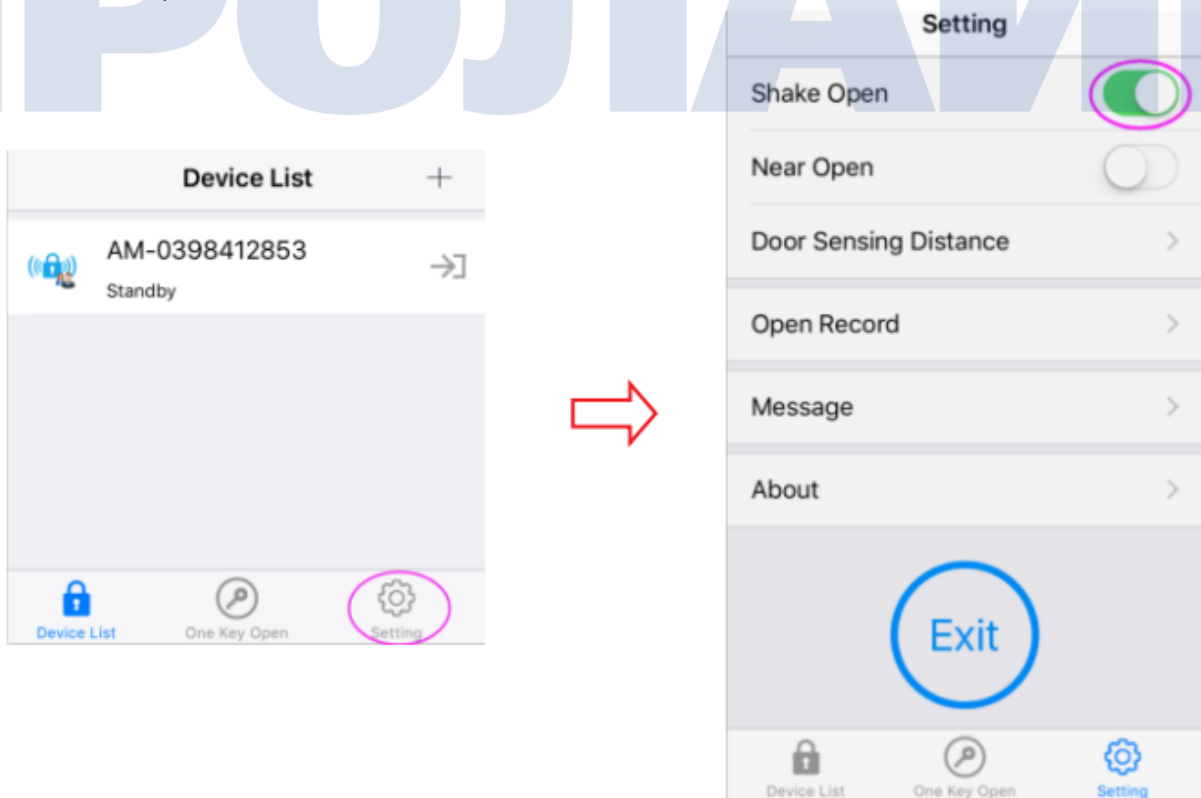 Device List +
AM-0398412853
Standby
Device List One Key Open Setting
Setting
Shake Open
Near Open
Door Sensing Distance
Open Record
Message
About
Exit
Device List One Key Open Setting